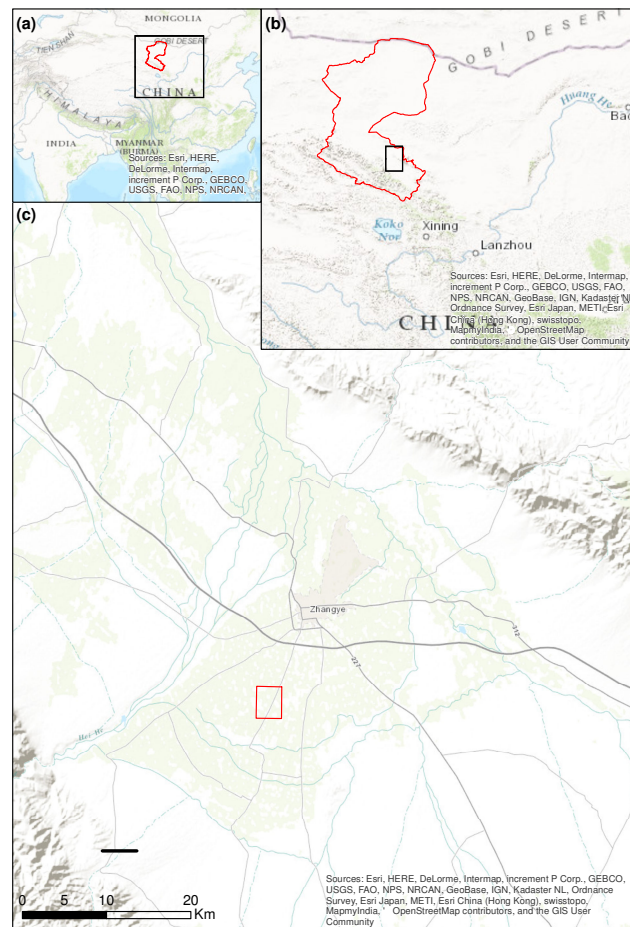 (a)
MONGOLIA
GOBI DESERT
TIEN SHAN
CHINA
HIMALAYA
INDIA
MYANMAR
(BURMA)
Sources: Esri, HERE,
DeLorme, Intermap,
increment P Corp., GEBCO,
USGS, FAO, NPS, NRCAN,
(b)
GOBI DESERT
Huang He
Bao
Koko
Nor
Xining
Lanzhou
CHINA
Sources: Esri, HERE, DeLorme, Intermap,
increment P Corp., GEBCO, USGS, FAO,
NPS, NRCAN, GeoBase, IGN, Kadaster NL,
Ordnance Survey, Esri Japan, METI, Esri
China (Hong Kong), swisstopo,
MapmyIndia, ' OpenStreetMap
contributors, and the GIS User Community
(c)
Zhangye
312
227
Hei He
Sources: Esri, HERE, DeLorme, Intermap, increment P Corp., GEBCO,
USGS, FAO, NPS, NRCAN, GeoBase, IGN, Kadaster NL, Ordnance
Survey, Esri Japan, METI, Esri China (Hong Kong), swisstopo,
MapmyIndia, ' OpenStreetMap contributors, and the GIS User
Community
0 5 10 20
Km